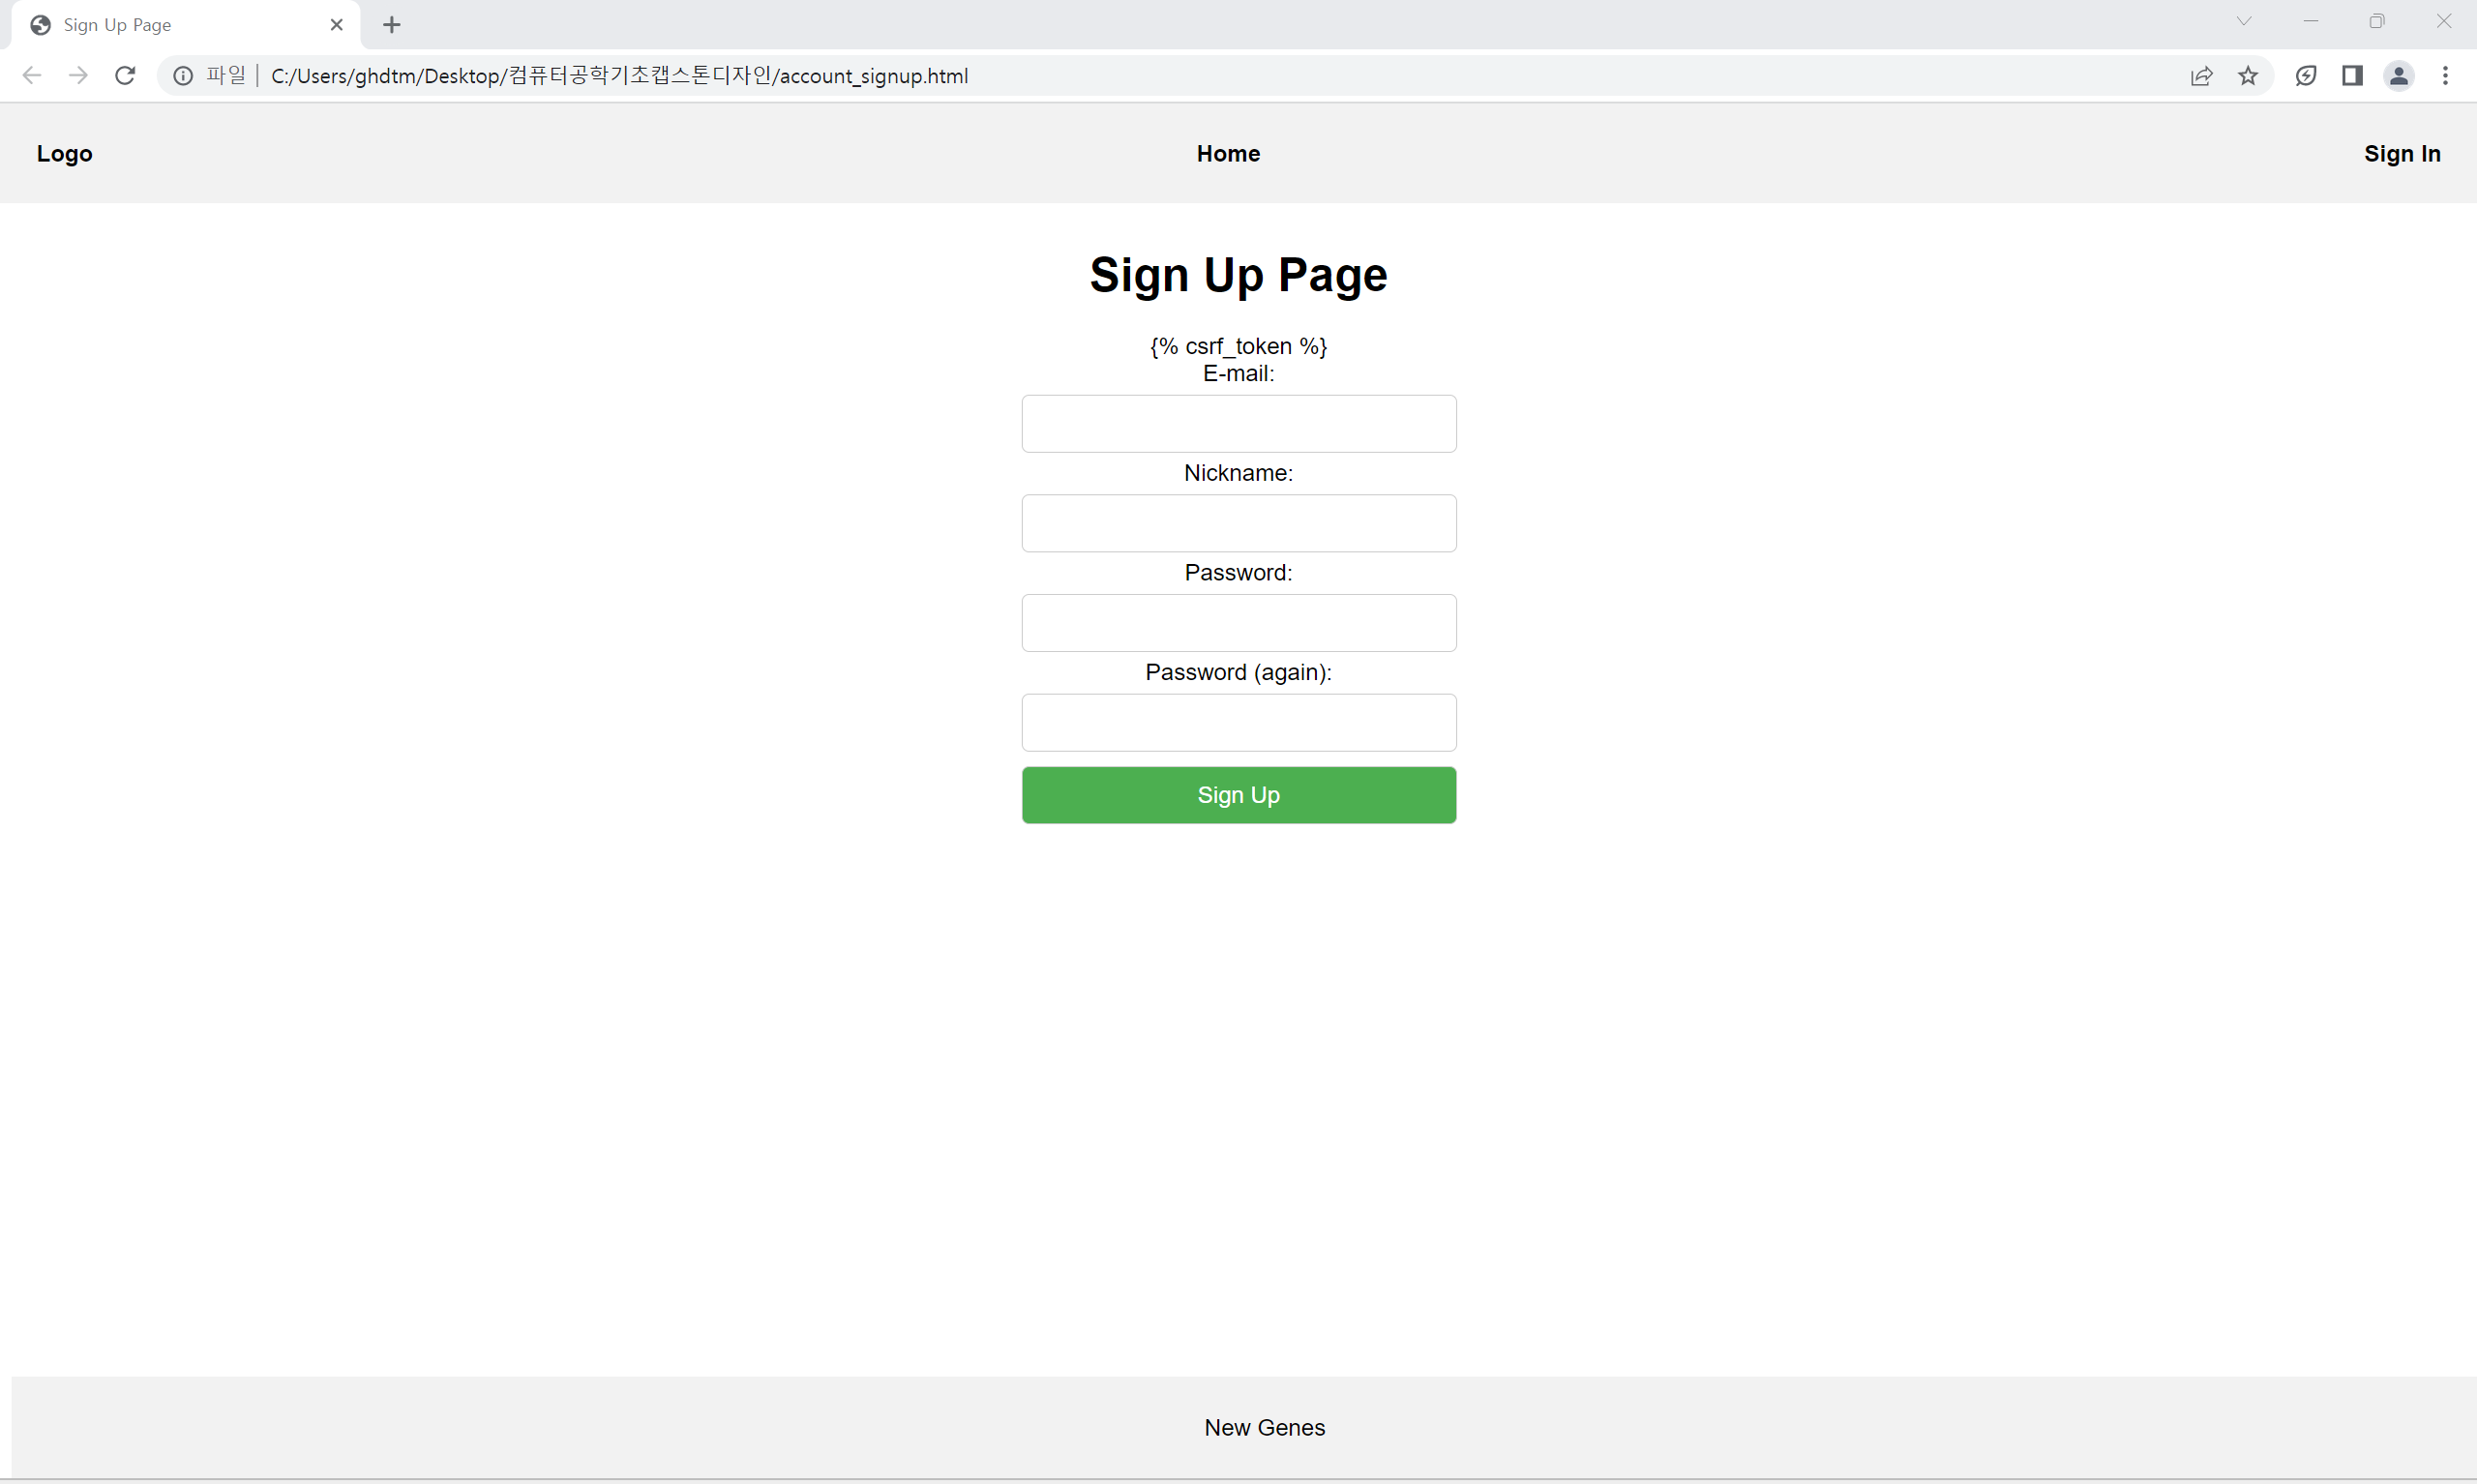 Sign Up Page
파일 C:/Users/ghdtm/Desktop/컴퓨터공학기초캡스톤디자인/account_signup.html
Logo Home Sign In
Sign Up Page
{% csrf_token %}
E-mail:
Nickname:
Password:
Password (again):
Sign Up
New Genes